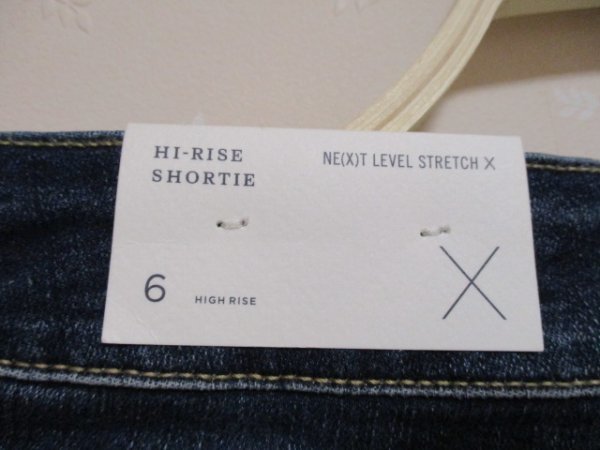 HI-RISE
SHORTIE
NE(X)T LEVEL STRETCH X
6
HIGH RISE
X